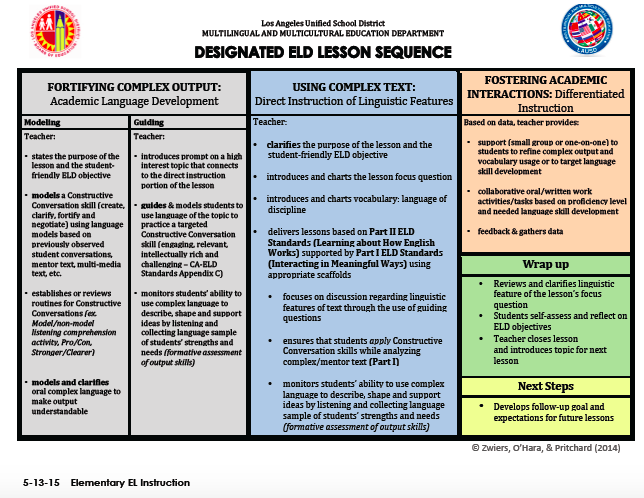 Los Angeles Unified School District
MULTILINGUAL AND MULTICULTURAL EDUCATION DEPARTMENT
DESIGNATED ELD LESSON SEQUENCE
FORTIFYING COMPLEX OUTPUT:
Academic Language Development
Modeling
Teacher:
• states the purpose of the
lesson and the student-
friendly ELD objective
• models a Constructive
Conversation skill (create,
clarify, fortify and
negotiate) using language
models based on
previously observed
student conversations,
mentor text, multi-media
text, etc.
• establishes or reviews
routines for Constructive
Conversations (ex.
Model/non-model
listening comprehension
activity, Pro/Con,
Stronger/Clearer)
• models and clarifies
oral complex language to
make output
understandable
Guiding
Teacher:
• introduces prompt on a high
interest topic that connects
to the direct instruction
portion of the lesson
• guides & models students to
use language of the topic to
practice a targeted
Constructive Conversation
skill (engaging, relevant,
intellectually rich and
challenging – CA-ELD
Standards Appendix C)
• monitors students' ability to
use complex language to
describe, shape and support
ideas by listening and
collecting language sample
of students' strengths and
needs (formative assessment
of output skills)
USING COMPLEX TEXT:
Direct Instruction of Linguistic Features
Teacher:
• clarifies the purpose of the lesson and the
student-friendly ELD objective
• introduces and charts the lesson focus question
• introduces and charts vocabulary: language of
discipline
• delivers lessons based on Part II ELD
Standards (Learning about How English
Works) supported by Part I ELD Standards
(Interacting in Meaningful Ways) using
appropriate scaffolds
• focuses on discussion regarding linguistic
features of text through the use of guiding
questions
• ensures that students apply Constructive
Conversation skills while analyzing
complex/mentor text (Part I)
• monitors students' ability to use complex
language to describe, shape and support
ideas by listening and collecting language
sample of students' strengths and needs
(formative assessment of output skills)
FOSTERING ACADEMIC
INTERACTIONS: Differentiated
Instruction
Based on data, teacher provides:
• support (small group or one-on-one) to
students to refine complex output and
vocabulary usage or to target language
skill development
• collaborative oral/written work
activities/tasks based on proficiency level
and needed language skill development
• feedback & gathers data
Wrap up
• Reviews and clarifies linguistic
feature of the lesson's focus
question
• Students self-assess and reflect on
ELD objectives
• Teacher closes lesson
and introduces topic for next
lesson
Next Steps
• Develops follow-up goal and
expectations for future lessons
© Zwiers, O'Hara, & Pritchard (2014)
5-13-15 Elementary EL Instruction